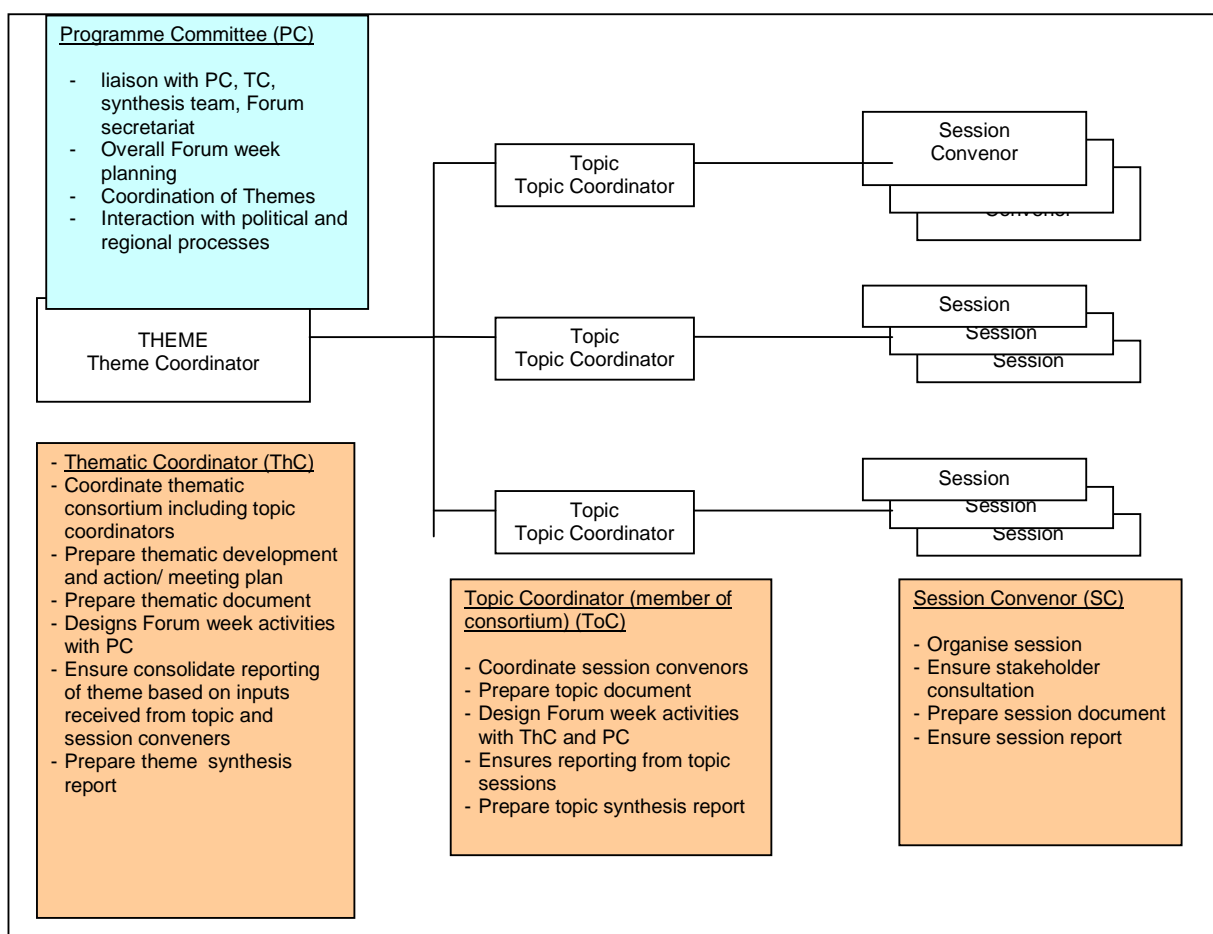 Programme Committee (PC)
- liaison with PC, TC,
synthesis team, Forum
secretariat
- Overall Forum week
planning
- Coordination of Themes
- Interaction with political and
regional processes
THEME
Theme Coordinator
Topic
Topic Coordinator
Session
Convenor
Convenor
Topic
Topic Coordinator
Session
Session
Session
Topic
Topic Coordinator
Session
Session
Session
- Thematic Coordinator (ThC)
- Coordinate thematic
consortium including topic
coordinators
- Prepare thematic development
and action/ meeting plan
- Prepare thematic document
- Designs Forum week activities
with PC
- Ensure consolidate reporting
of theme based on inputs
received from topic and
session conveners
- Prepare theme synthesis
report
Topic Coordinator (member of
consortium) (ToC)
- Coordinate session convenors
- Prepare topic document
- Design Forum week activities
with ThC and PC
- Ensures reporting from topic
sessions
- Prepare topic synthesis report
Session Convenor (SC)
- Organise session
- Ensure stakeholder
consultation
- Prepare session document
- Ensure session report